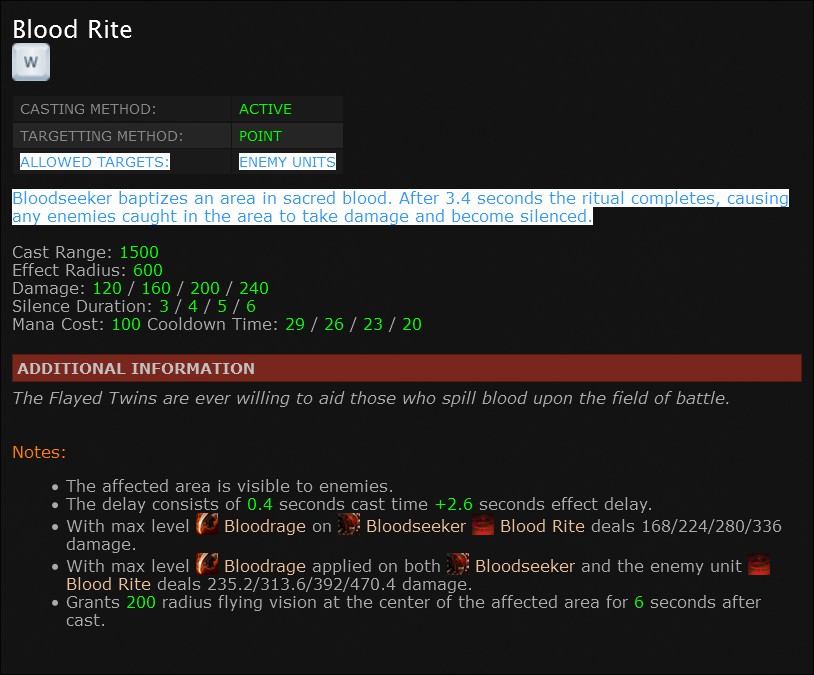 Blood Rite
W
CASTING METHOD: ACTIVE
TARGETTING METHOD: POINT
ALLOWED TARGETS: ENEMY UNITS
Bloodseeker baptizes an area in sacred blood. After 3.4 seconds the ritual completes, causing
any enemies caught in the area to take damage and become silenced.
Cast Range: 1500
Effect Radius: 600
Damage: 120 / 160 / 200 / 240
Silence Duration: 3 / 4 / 5 / 6
Mana Cost: 100 Cooldown Time: 29 / 26 / 23 / 20
ADDITIONAL INFORMATION
The Flayed Twins are ever willing to aid those who spill blood upon the field of battle.
Notes:
• The affected area is visible to enemies.
• The delay consists of 0.4 seconds cast time +2.6 seconds effect delay.
• With max level Bloodrage on Bloodseeker Blood Rite deals 168/224/280/336
damage.
• With max level Bloodrage applied on both Bloodseeker and the enemy unit
Blood Rite deals 235.2/313.6/392/470.4 damage.
• Grants 200 radius flying vision at the center of the affected area for 6 seconds after
cast.